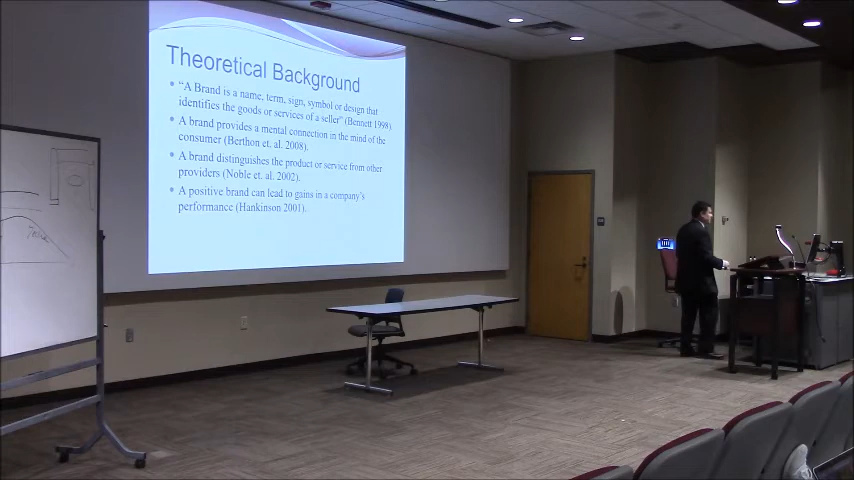 Theoretical Background
• "A Brand is a name, term, sign, symbol or design that
identifies the goods or services of a seller" (Bennett 1998).
• A brand provides a mental connection in the mind of the
consumer (Berthon et. al. 2008).
• A brand distinguishes the product or service from other
providers (Noble et. al. 2002).
• A positive brand can lead to gains in a company's
performance (Hankinson 2001).